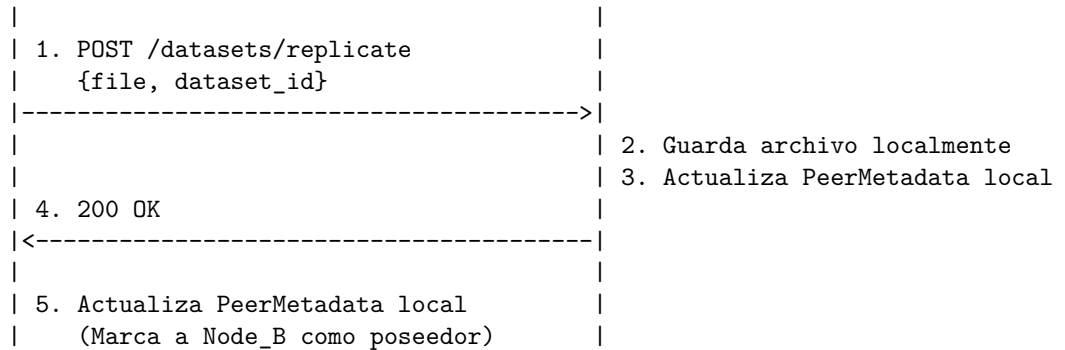 |                                        |
| 1. POST /datasets/replicate            |
|    {file, dataset_id}                  |
|--------------------------------------->|
|                                        | 2. Guarda archivo localmente
|                                        | 3. Actualiza PeerMetadata local
| 4. 200 OK                              |
|<---------------------------------------|
|                                        |
| 5. Actualiza PeerMetadata local        |
|    (Marca a Node_B como poseedor)      |